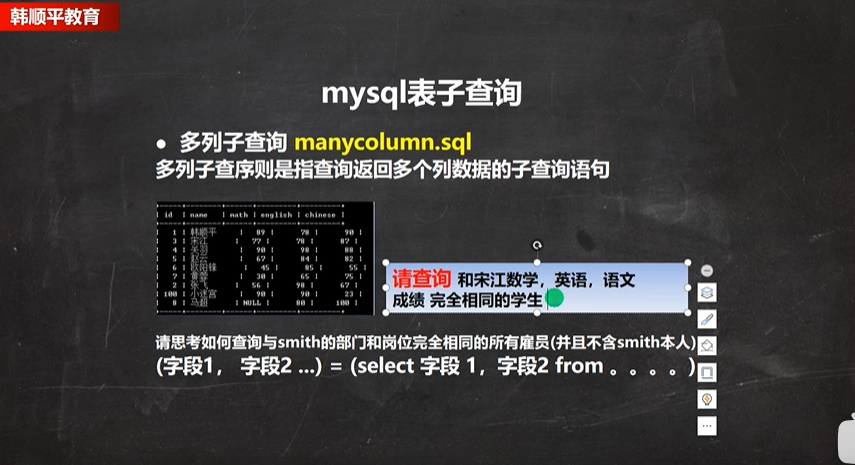 韩顺平教育
mysql表子查询
● 多列子查询 manycolumn.sql
多列子查序则是指查询返回多个列数据的子查询语句
id | name | math | english | chinese |
1 | 韩顺平 | 89 | 78 | 90 |
3 | 宋江 | 77 | 78 | 87 |
4 | 关羽 | 90 | 98 | 88 |
5 | 赵云 | 67 | 84 | 82 |
6 | 欧阳锋 | 45 | 85 | 55 |
7 | 黄蓉 | 30 | 65 | 75 |
2 | 张飞 | 56 | 98 | 67 |
100 | 小迷宫 | 90 | 90 | 23 |
8 | 马超 | NULL | 80 | 100 |
请查询 和宋江数学，英语，语文
成绩 完全相同的学生
请思考如何查询与smith的部门和岗位完全相同的所有雇员(并且不含smith本人)
(字段1， 字段2 ...) = (select 字段 1，字段2 from 。。。。)